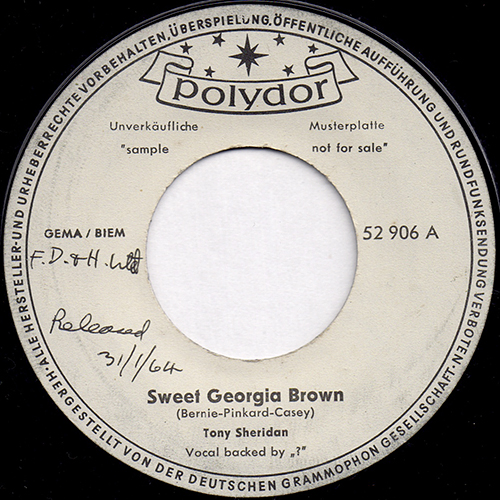 ALLE HERSTELLER- UND URHEBERRECHTE VORBEHALTEN, ÜBERSPIELUNG, ÖFFENTLICHE AUFFÜHRUNG UND RUNDFUNKSENDUNG VERBOTEN.
polydor
Unverkäufliche Musterplatte
"sample not for sale"
GEMA / BIEM 52 906 A
F. D. & H.
Released
31/1/64
Sweet Georgia Brown
(Bernie-Pinkard-Casey)
Tony Sheridan
Vocal backed by „?"
HERGESTELLT VON DER DEUTSCHEN GRAMMOPHON GESELLSCHAFT.